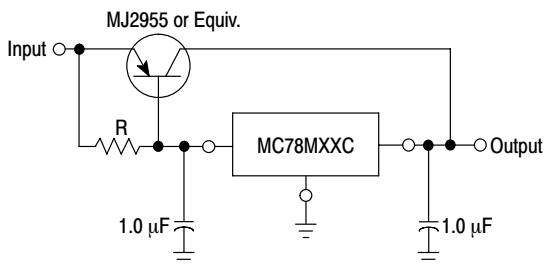 MJ2955 or Equiv.
Input
R
MC78MXXC
Output
1.0 μF
1.0 μF